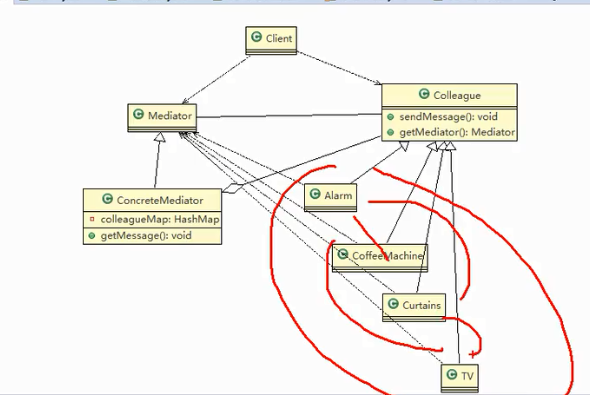 Client
Colleague
sendMessage(): void
getMediator(): Mediator
Mediator
ConcreteMediator
colleagueMap: HashMap
getMessage(): void
Alarm
CoffeeMachine
Curtains
TV